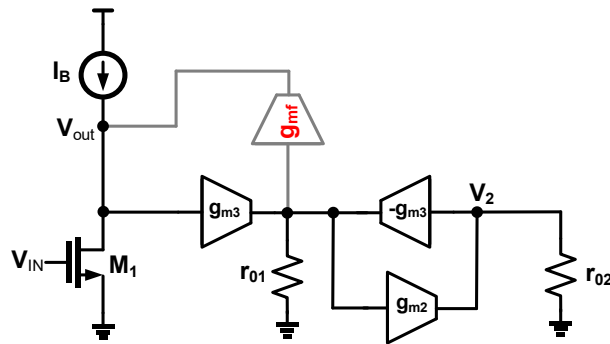 I_B
V_out
g_mf
g_m3
-g_m3
V_2
V_IN
M_1
r_01
g_m2
r_02